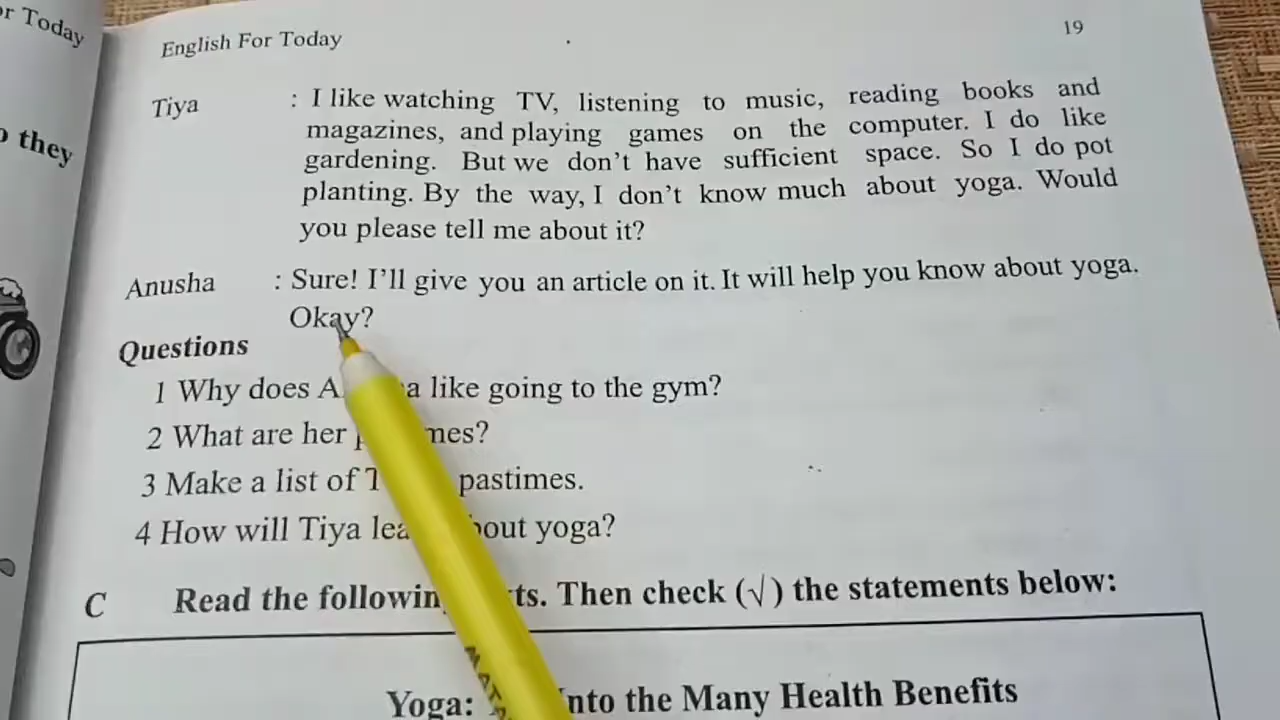 r Today
they
English For Today
19
Tiya : I like watching TV, listening to music, reading books and
magazines, and playing games on the computer. I do like
gardening. But we don't have sufficient space. So I do pot
planting. By the way, I don't know much about yoga. Would
you please tell me about it?
Anusha : Sure! I'll give you an article on it. It will help you know about yoga.
Okay?
Questions
1 Why does A a like going to the gym?
2 What are her p mes?
3 Make a list of T pastimes.
4 How will Tiya lea bout yoga?
C Read the followin ts. Then check (√) the statements below:
Yoga: nto the Many Health Benefits